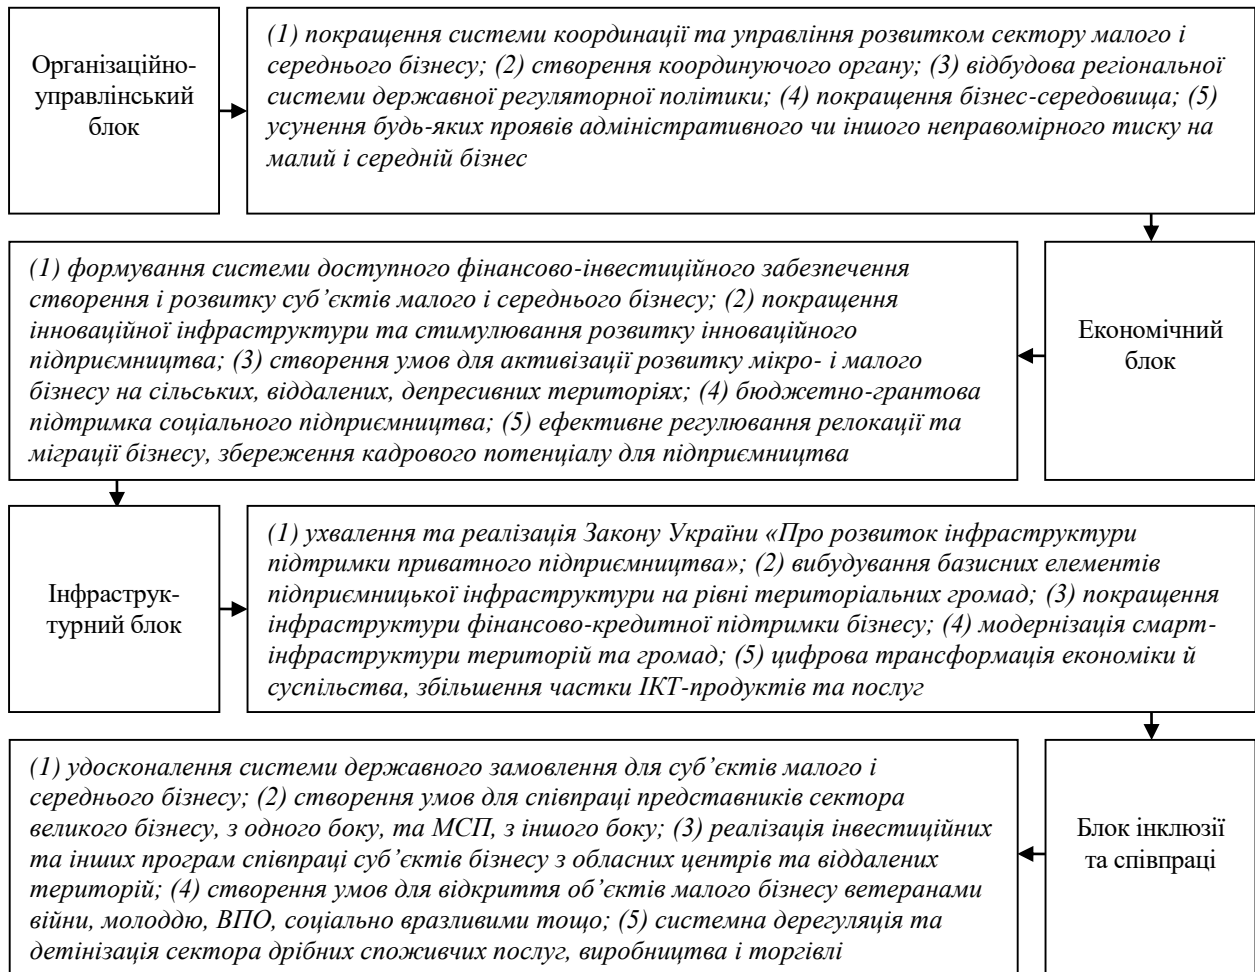 Організаційно-
управлінський
блок
(1) покращення системи координації та управління розвитком сектору малого і
середнього бізнесу; (2) створення координуючого органу; (3) відбудова регіональної
системи державної регуляторної політики; (4) покращення бізнес-середовища; (5)
усунення будь-яких проявів адміністративного чи іншого неправомірного тиску на
малий і середній бізнес
(1) формування системи доступного фінансово-інвестиційного забезпечення
створення і розвитку суб’єктів малого і середнього бізнесу; (2) покращення
інноваційної інфраструктури та стимулювання розвитку інноваційного
підприємництва; (3) створення умов для активізації розвитку мікро- і малого
бізнесу на сільських, віддалених, депресивних територіях; (4) бюджетно-грантова
підтримка соціального підприємництва; (5) ефективне регулювання релокації та
міграції бізнесу, збереження кадрового потенціалу для підприємництва
Економічний
блок
Інфраструк-
турний блок
(1) ухвалення та реалізація Закону України «Про розвиток інфраструктури
підтримки приватного підприємництва»; (2) вибудування базисних елементів
підприємницької інфраструктури на рівні територіальних громад; (3) покращення
інфраструктури фінансово-кредитної підтримки бізнесу; (4) модернізація смарт-
інфраструктури територій та громад; (5) цифрова трансформація економіки й
суспільства, збільшення частки ІКТ-продуктів та послуг
(1) удосконалення системи державного замовлення для суб’єктів малого і
середнього бізнесу; (2) створення умов для співпраці представників сектора
великого бізнесу, з одного боку, та МСП, з іншого боку; (3) реалізація інвестиційних
та інших програм співпраці суб’єктів бізнесу з обласних центрів та віддалених
територій; (4) створення умов для відкриття об’єктів малого бізнесу ветеранами
війни, молоддю, ВПО, соціально вразливими тощо; (5) системна дерегуляція та
детінізація сектора дрібних споживчих послуг, виробництва і торгівлі
Блок інклюзії
та співпраці